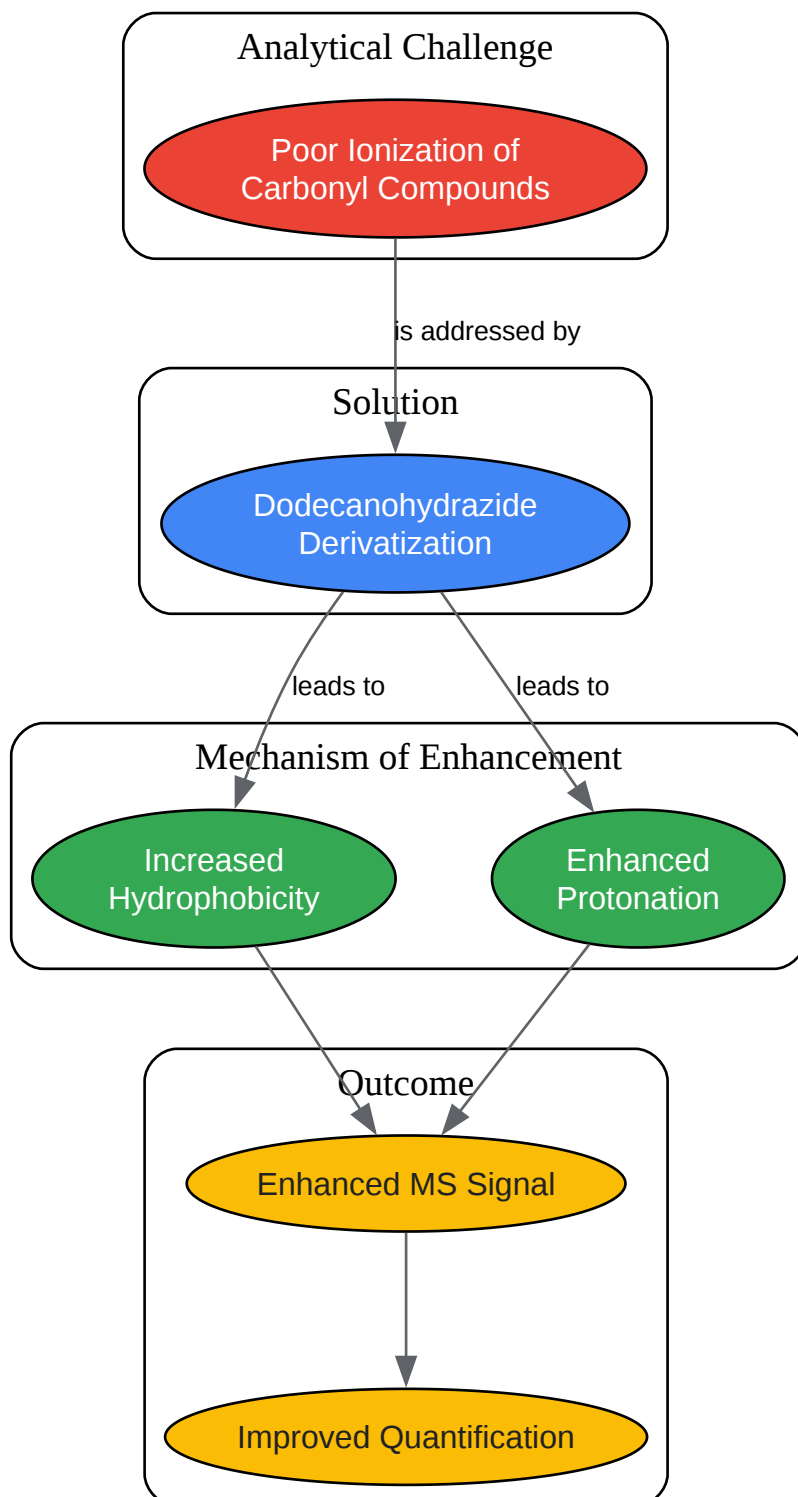 Analytical Challenge
Poor Ionization of
Carbonyl Compounds
is addressed by
Solution
Dodecanohydrazide
Derivatization
leads to
leads to
Mechanism of Enhancement
Increased
Hydrophobicity
Enhanced
Protonation
Outcome
Enhanced MS Signal
Improved Quantification